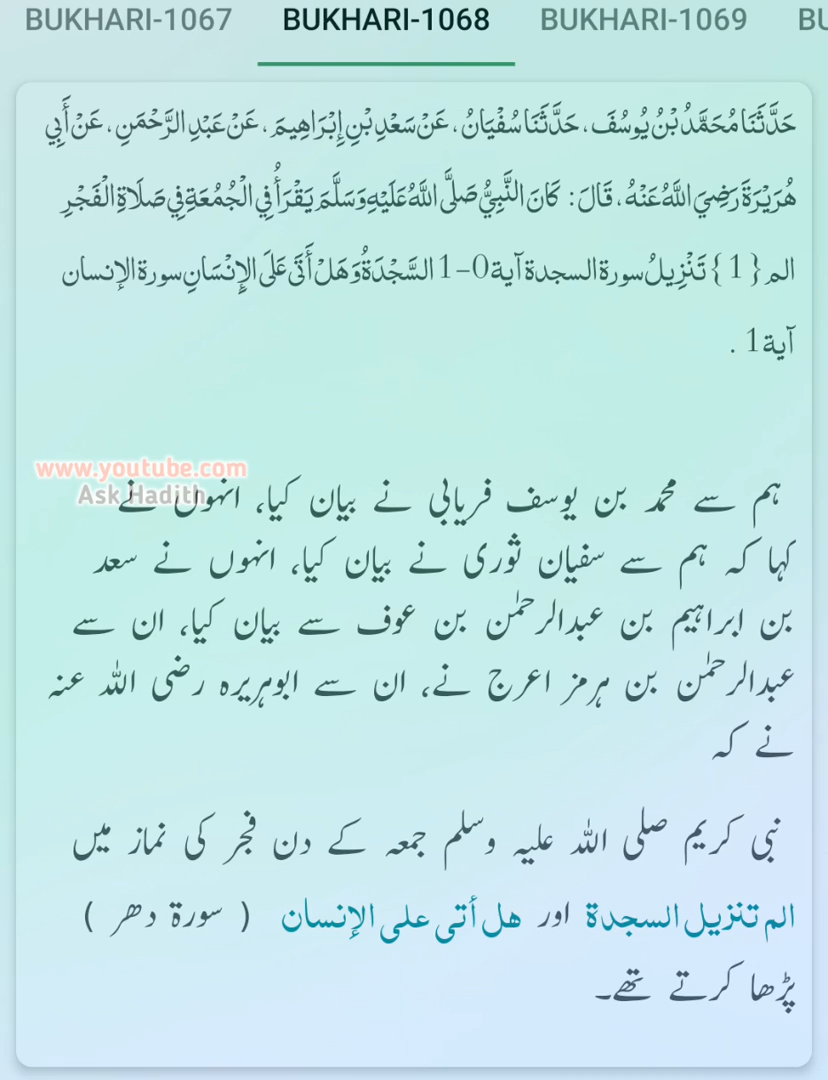 BUKHARI-1067 BUKHARI-1068 BUKHARI-1069 BU
حَدَّثَنَا مُحَمَّدُ بْنُ يُوسُفَ، حَدَّثَنَا سُفْيَانُ، عَنْ سَعْدِ بْنِ إِبْرَاهِيمَ، عَنْ عَبْدِ الرَّحْمَنِ، عَنْ أَبِي
هُرَيْرَةَ رَضِيَ اللَّهُ عَنْهُ، قَالَ: كَانَ النَّبِيُّ صَلَّى اللَّهُ عَلَيْهِ وَسَلَّمَ يَقْرَأُ فِي الْجُمُعَةِ فِي صَلَاةِ الْفَجْرِ
الم {1} تَنْزِيلُ سورة السجدة آية 0-1 السَّجْدَةُ وَهَلْ أَتَى عَلَى الإِنْسَانِ سورة الإنسان
آية 1 .
www.youtube.com
Ask Hadith
ہم سے محمد بن یوسف فریابی نے بیان کیا، انہوں نے
کہا کہ ہم سے سفیان ثوری نے بیان کیا، انہوں نے سعد
بن ابراہیم بن عبدالرحمٰن بن عوف سے بیان کیا، ان سے
عبدالرحمٰن بن ہرمز اعرج نے، ان سے ابوہریرہ رضی اللہ عنہ
نے کہ
نبی کریم صلی اللہ علیہ وسلم جمعہ کے دن فجر کی نماز میں
الم تنزيل السجدة اور هل أتى على الإنسان ( سورۃ دھر )
پڑھا کرتے تھے۔